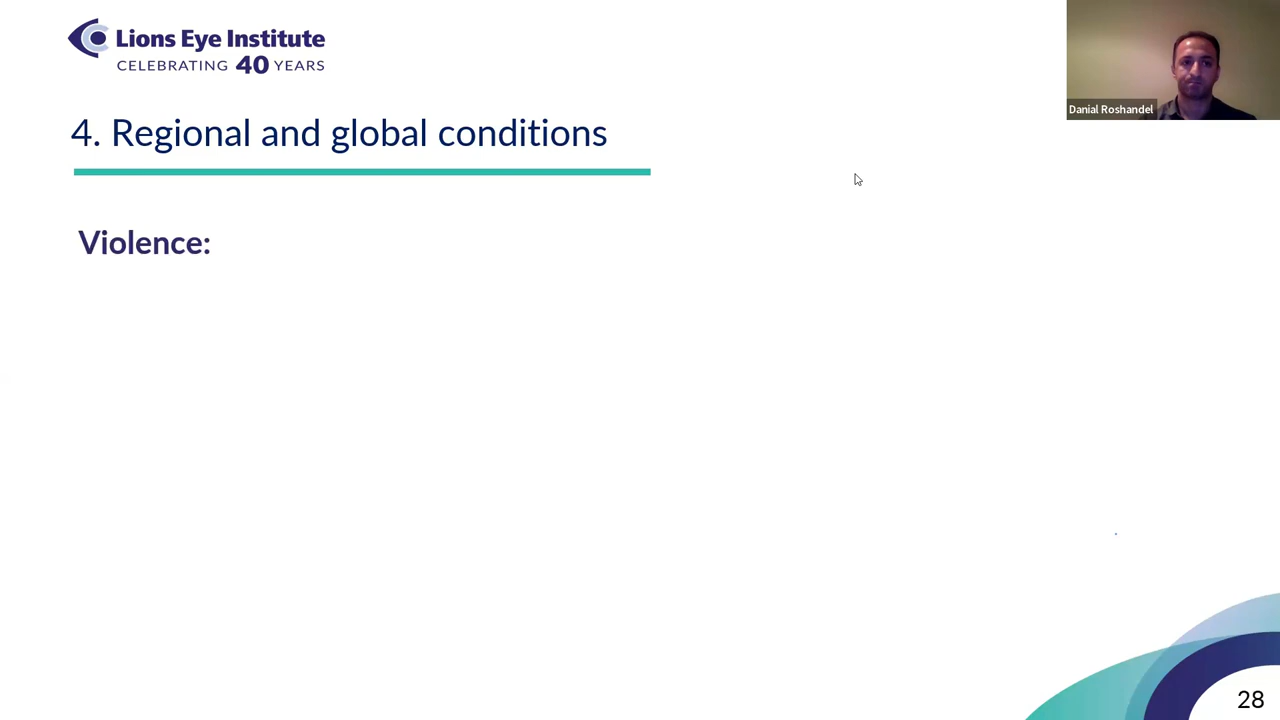 Lions Eye Institute
CELEBRATING 40 YEARS
Danial Roshandel
4. Regional and global conditions
Violence:
28